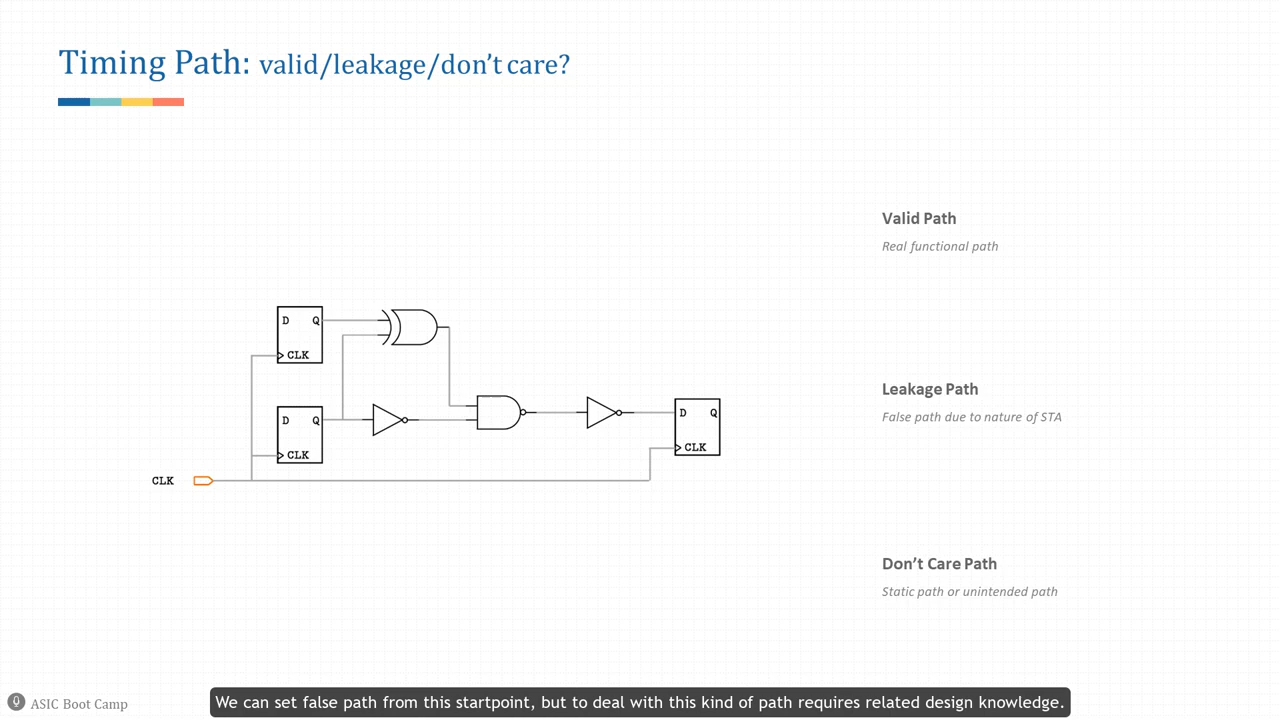 Timing Path: valid/leakage/don’t care?
Valid Path
Real functional path
D Q
CLK
Leakage Path
False path due to nature of STA
D Q
CLK
D Q
CLK
CLK
Don’t Care Path
Static path or unintended path
ASIC Boot Camp
We can set false path from this startpoint, but to deal with this kind of path requires related design knowledge.